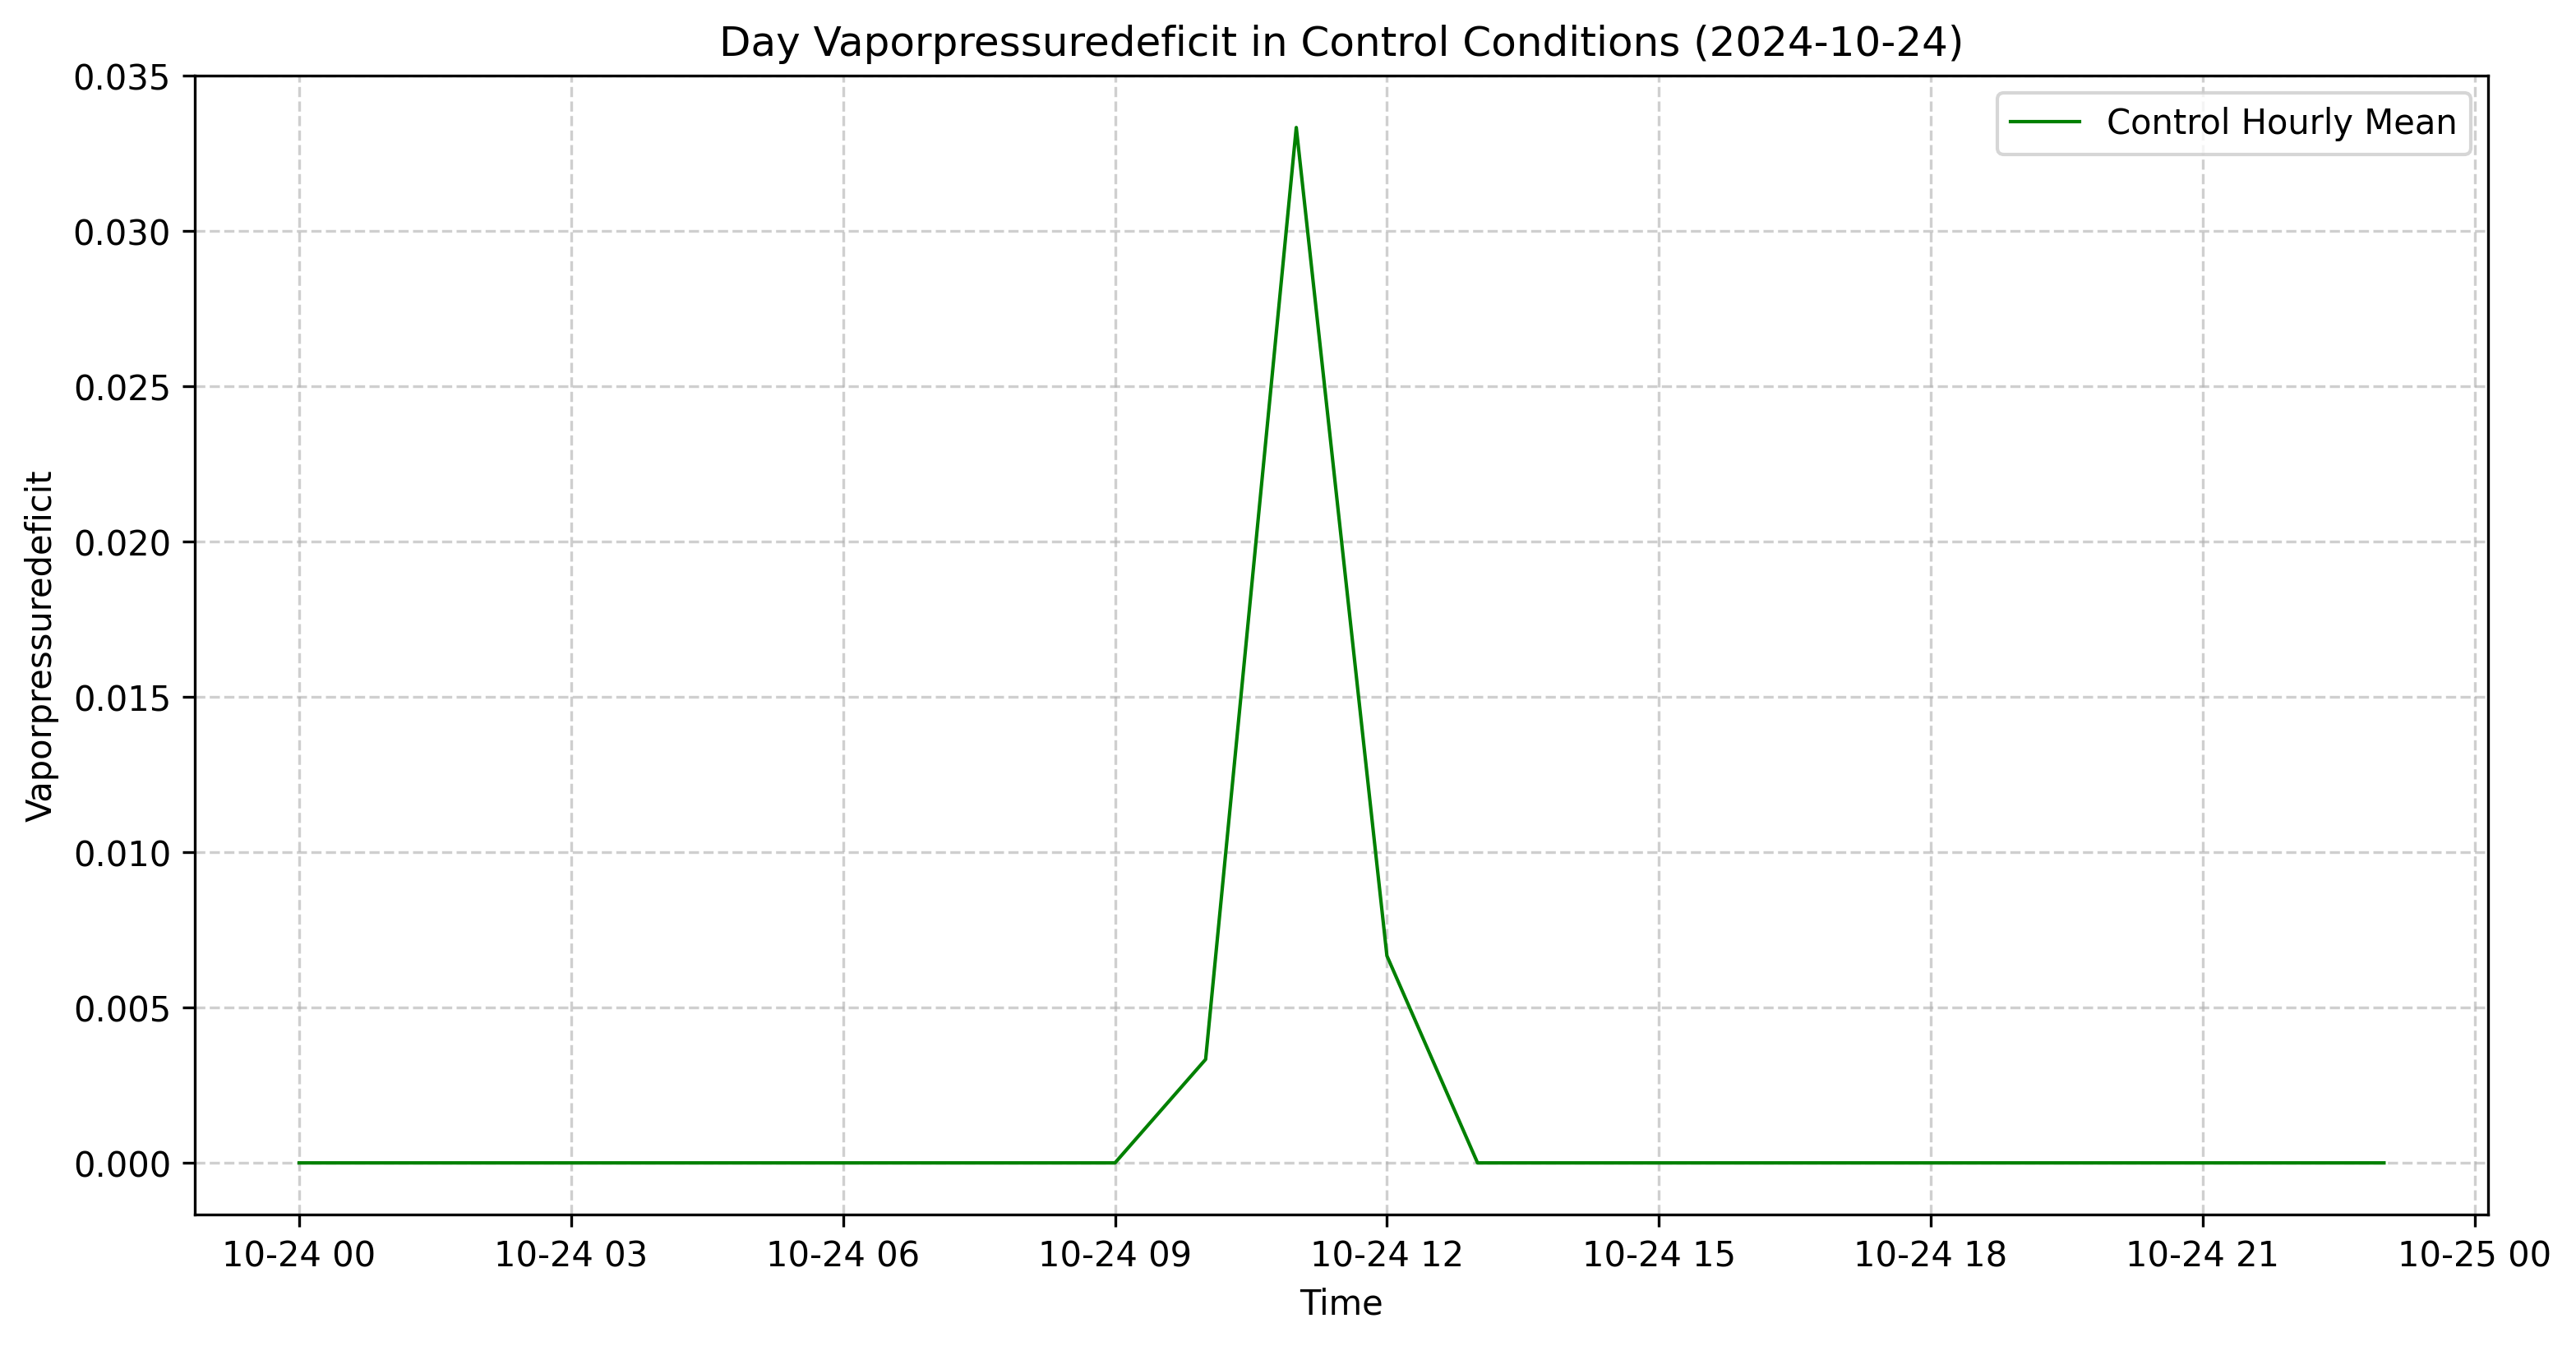 Day Vaporpressuredeficit in Control Conditions (2024-10-24)
Control Hourly Mean
Vaporpressuredeficit
0.035
0.030
0.025
0.020
0.015
0.010
0.005
0.000
10-24 00 10-24 03 10-24 06 10-24 09 10-24 12 10-24 15 10-24 18 10-24 21 10-25 00
Time